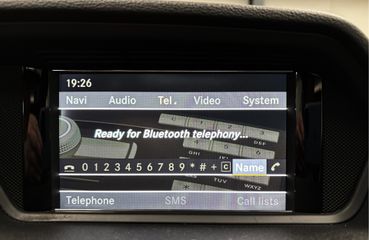 19:26
Navi Audio Tel. Video System
Ready for Bluetooth telephony...
0 1 2 3 4 5 6 7 8 9 * # + C Name
Telephone SMS Call lists